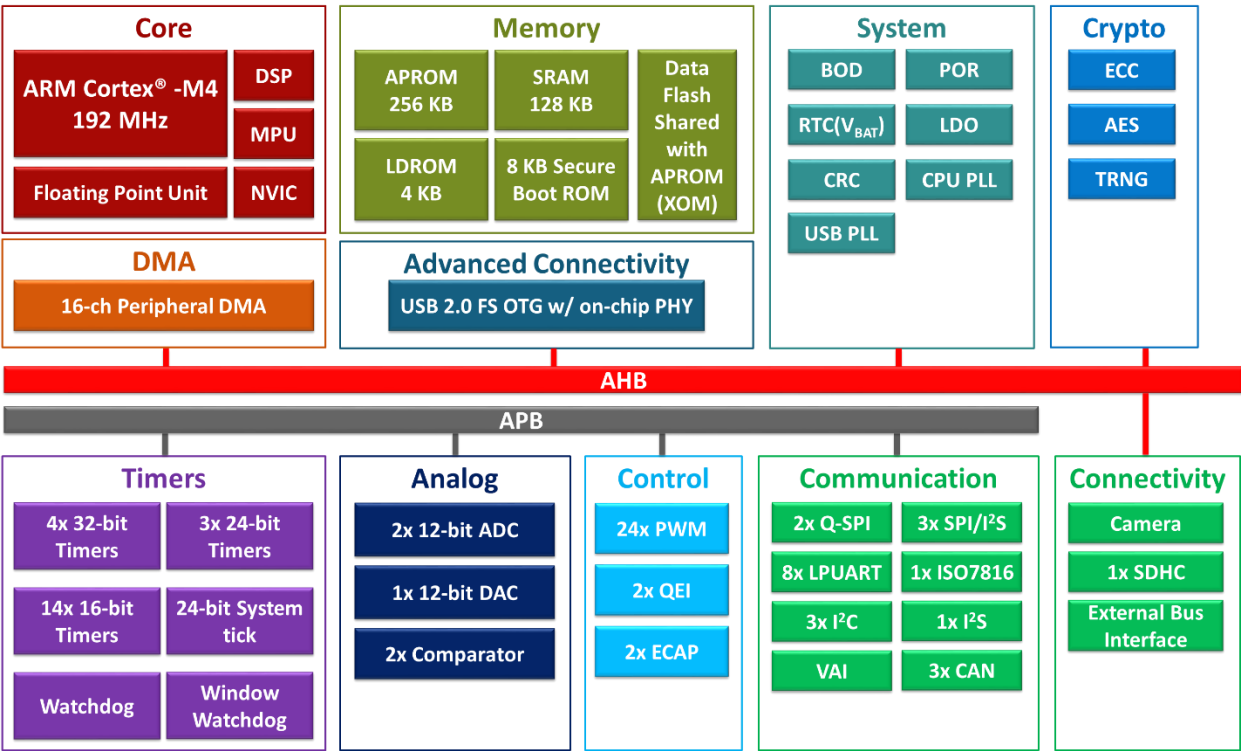 Core
ARM Cortex® -M4
192 MHz
DSP
MPU
Floating Point Unit
NVIC
Memory
APROM
256 KB
SRAM
128 KB
Data
Flash
Shared
with
APROM
(XOM)
LDROM
4 KB
8 KB Secure
Boot ROM
System
BOD
POR
RTC(VBAT)
LDO
CRC
CPU PLL
USB PLL
Crypto
ECC
AES
TRNG
DMA
16-ch Peripheral DMA
Advanced Connectivity
USB 2.0 FS OTG w/ on-chip PHY
AHB
APB
Timers
4x 32-bit
Timers
3x 24-bit
Timers
14x 16-bit
Timers
24-bit System
tick
Watchdog
Window
Watchdog
Analog
2x 12-bit ADC
1x 12-bit DAC
2x Comparator
Control
24x PWM
2x QEI
2x ECAP
Communication
2x Q-SPI
3x SPI/I²S
8x LPUART
1x ISO7816
3x I²C
1x I²S
VAI
3x CAN
Connectivity
Camera
1x SDHC
External Bus
Interface